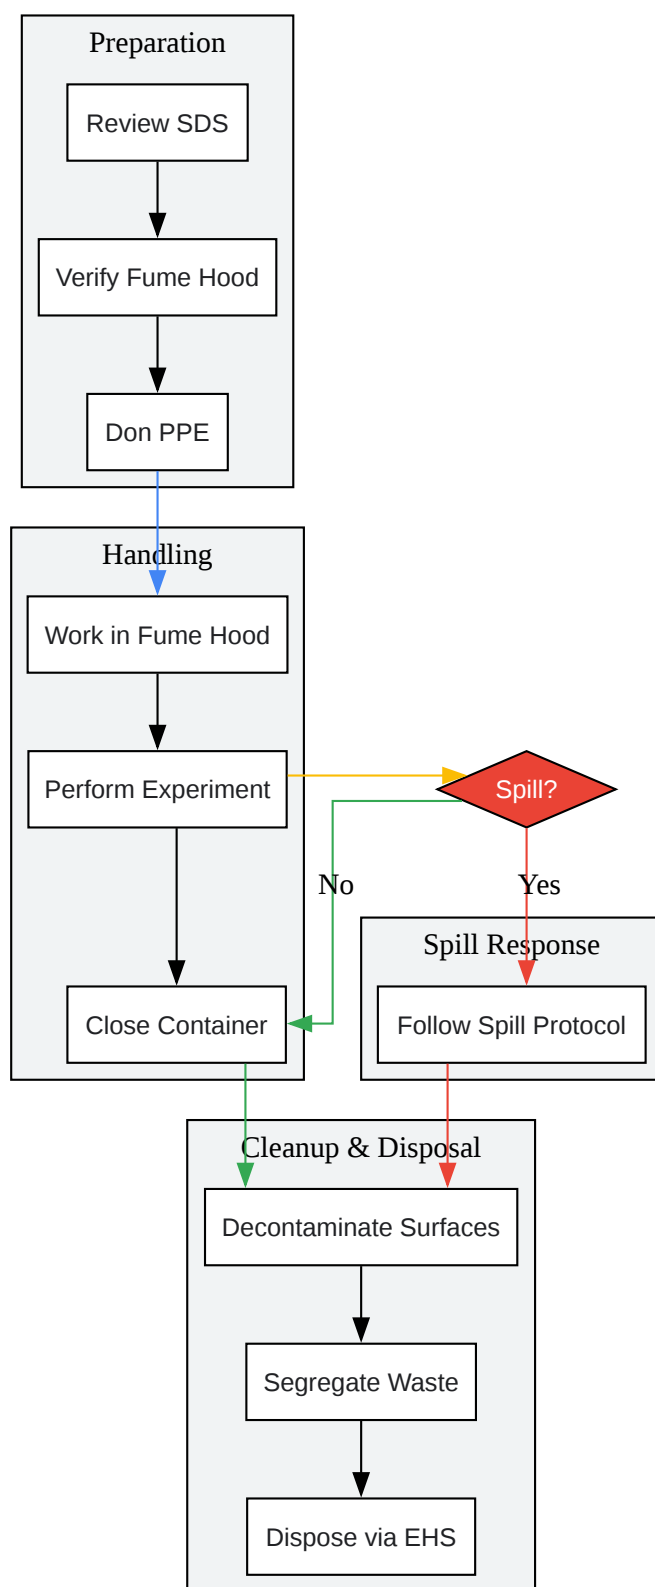 Preparation
Review SDS
Verify Fume Hood
Don PPE
Handling
Work in Fume Hood
Perform Experiment
Spill?
No
Yes
Spill Response
Close Container
Follow Spill Protocol
Cleanup & Disposal
Decontaminate Surfaces
Segregate Waste
Dispose via EHS